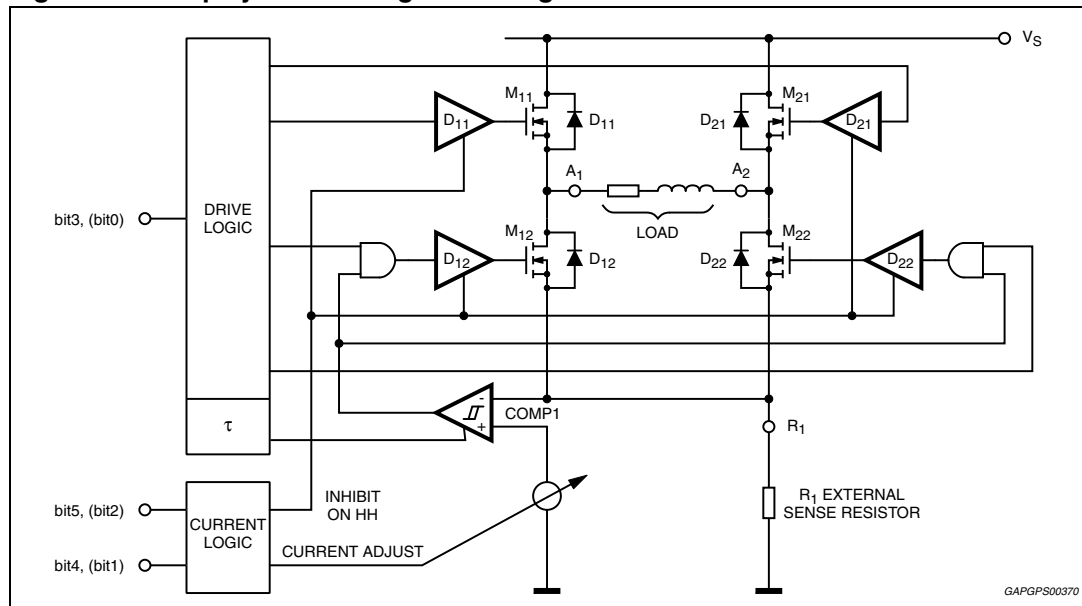 V_S
M_11
M_21
D_11
D_11
D_21
D_21
A_1
A_2
bit3, (bit0)
DRIVE
LOGIC
LOAD
M_12
M_22
D_12
D_12
D_22
D_22
τ
-
+
COMP1
R_1
bit5, (bit2)
INHIBIT
ON HH
R_1 EXTERNAL
SENSE RESISTOR
CURRENT
LOGIC
bit4, (bit1)
CURRENT ADJUST
GAPGPS00370